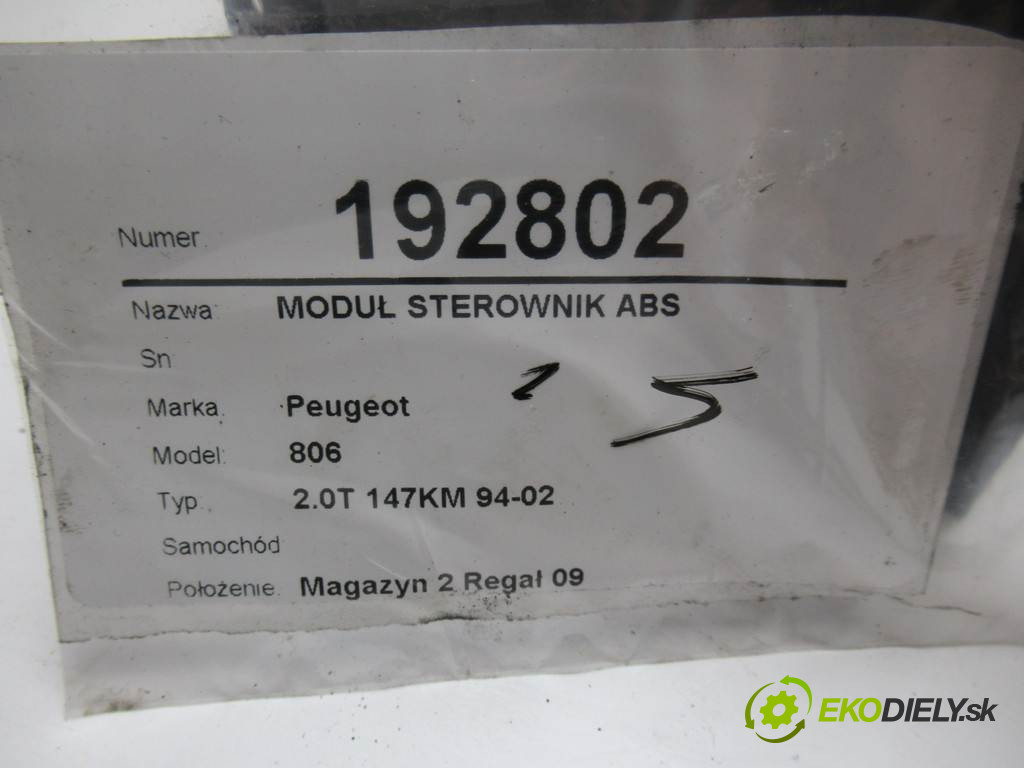 Numer 192802
Nazwa: MODUŁ STEROWNIK ABS
Sn
Marka Peugeot
Model: 806
Typ 2.0T 147KM 94-02
Samochód
Położenie Magazyn 2 Regał 09
5
EKODIELY.sk